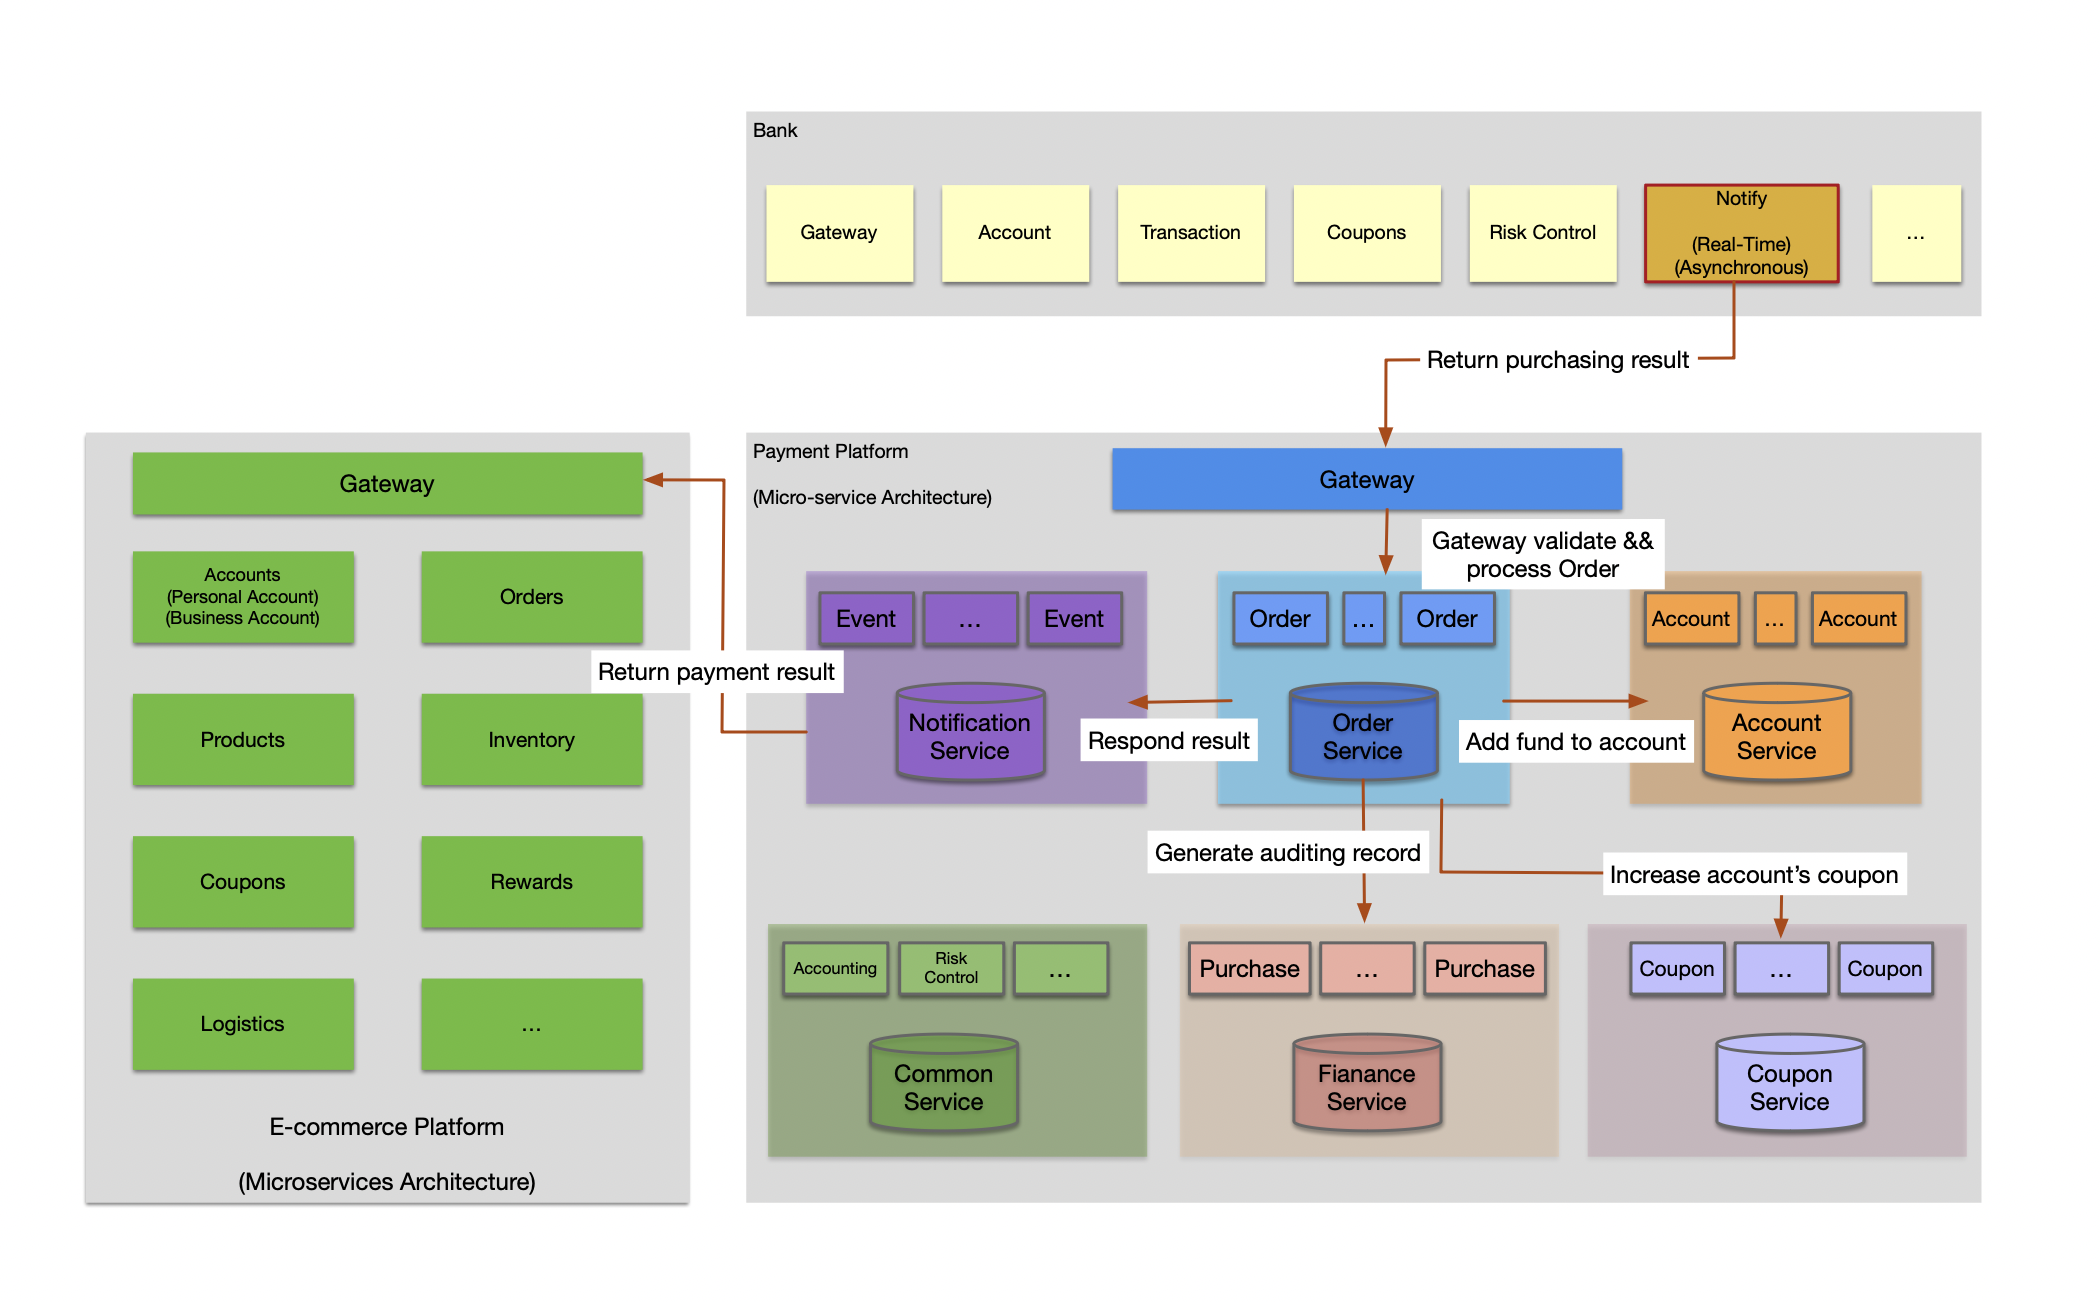 Bank
Gateway
Account
Transaction
Coupons
Risk Control
Notify
(Real-Time)
(Asynchronous)
...
Return purchasing result
Gateway
Accounts
(Personal Account)
(Business Account)
Orders
Products
Inventory
Coupons
Rewards
Logistics
...
E-commerce Platform
(Microservices Architecture)
Return payment result
Payment Platform
(Micro-service Architecture)
Gateway
Gateway validate &&
process Order
Event
...
Event
Notification
Service
Respond result
Order
...
Order
Order
Service
Add fund to account
Account
...
Account
Account
Service
Generate auditing record
Increase account’s coupon
Accounting
Risk
Control
...
Common
Service
Purchase
...
Purchase
Fianance
Service
Coupon
...
Coupon
Coupon
Service